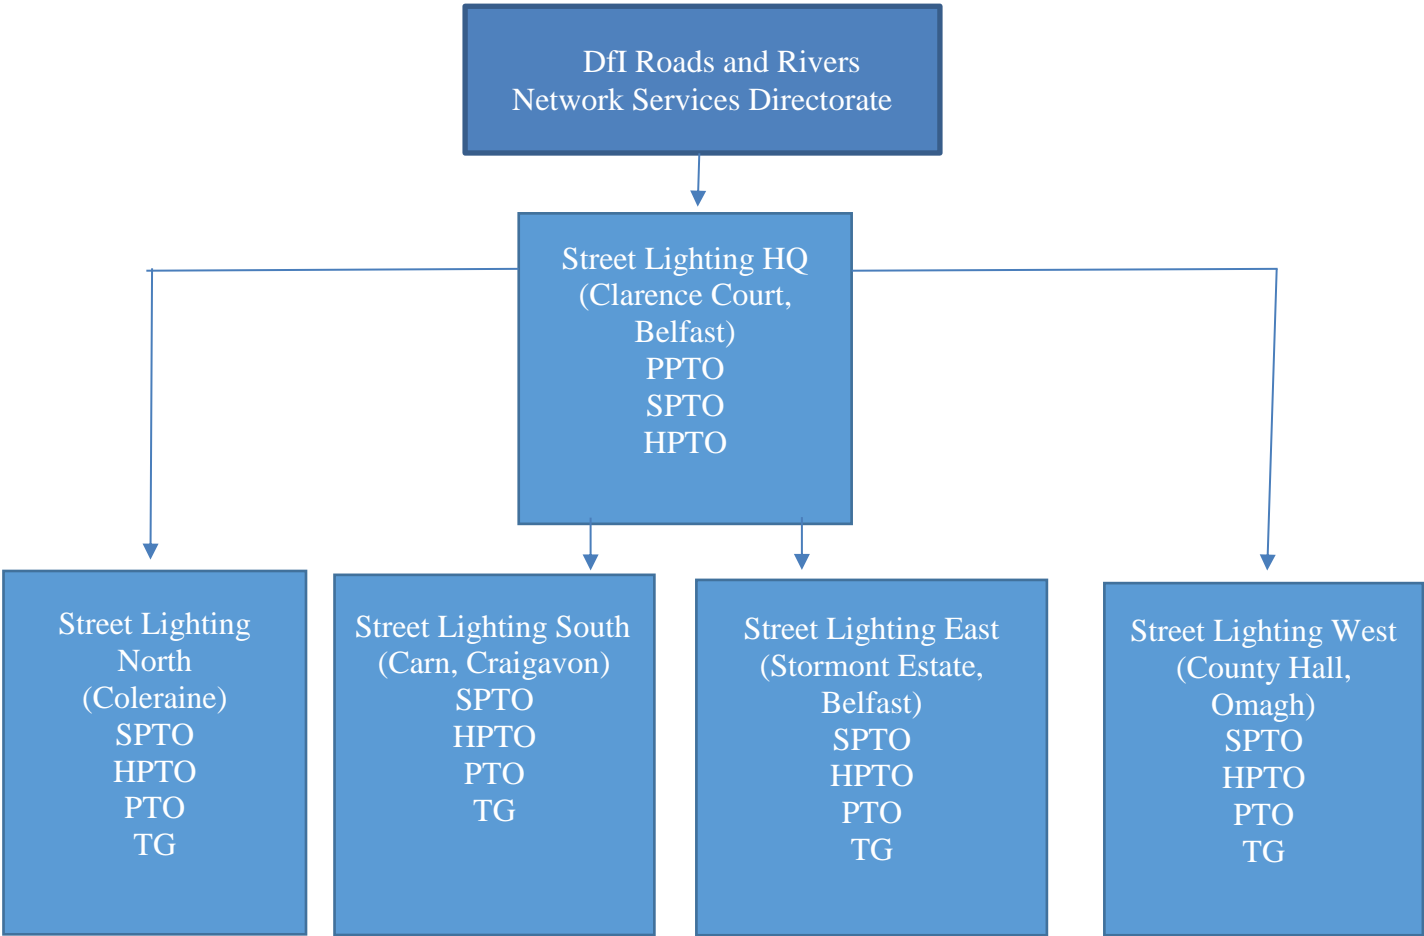 DfI Roads and Rivers
Network Services Directorate
Street Lighting HQ
(Clarence Court,
Belfast)
PPTO
SPTO
HPTO
Street Lighting
North
(Coleraine)
SPTO
HPTO
PTO
TG
Street Lighting South
(Carn, Craigavon)
SPTO
HPTO
PTO
TG
Street Lighting East
(Stormont Estate,
Belfast)
SPTO
HPTO
PTO
TG
Street Lighting West
(County Hall,
Omagh)
SPTO
HPTO
PTO
TG